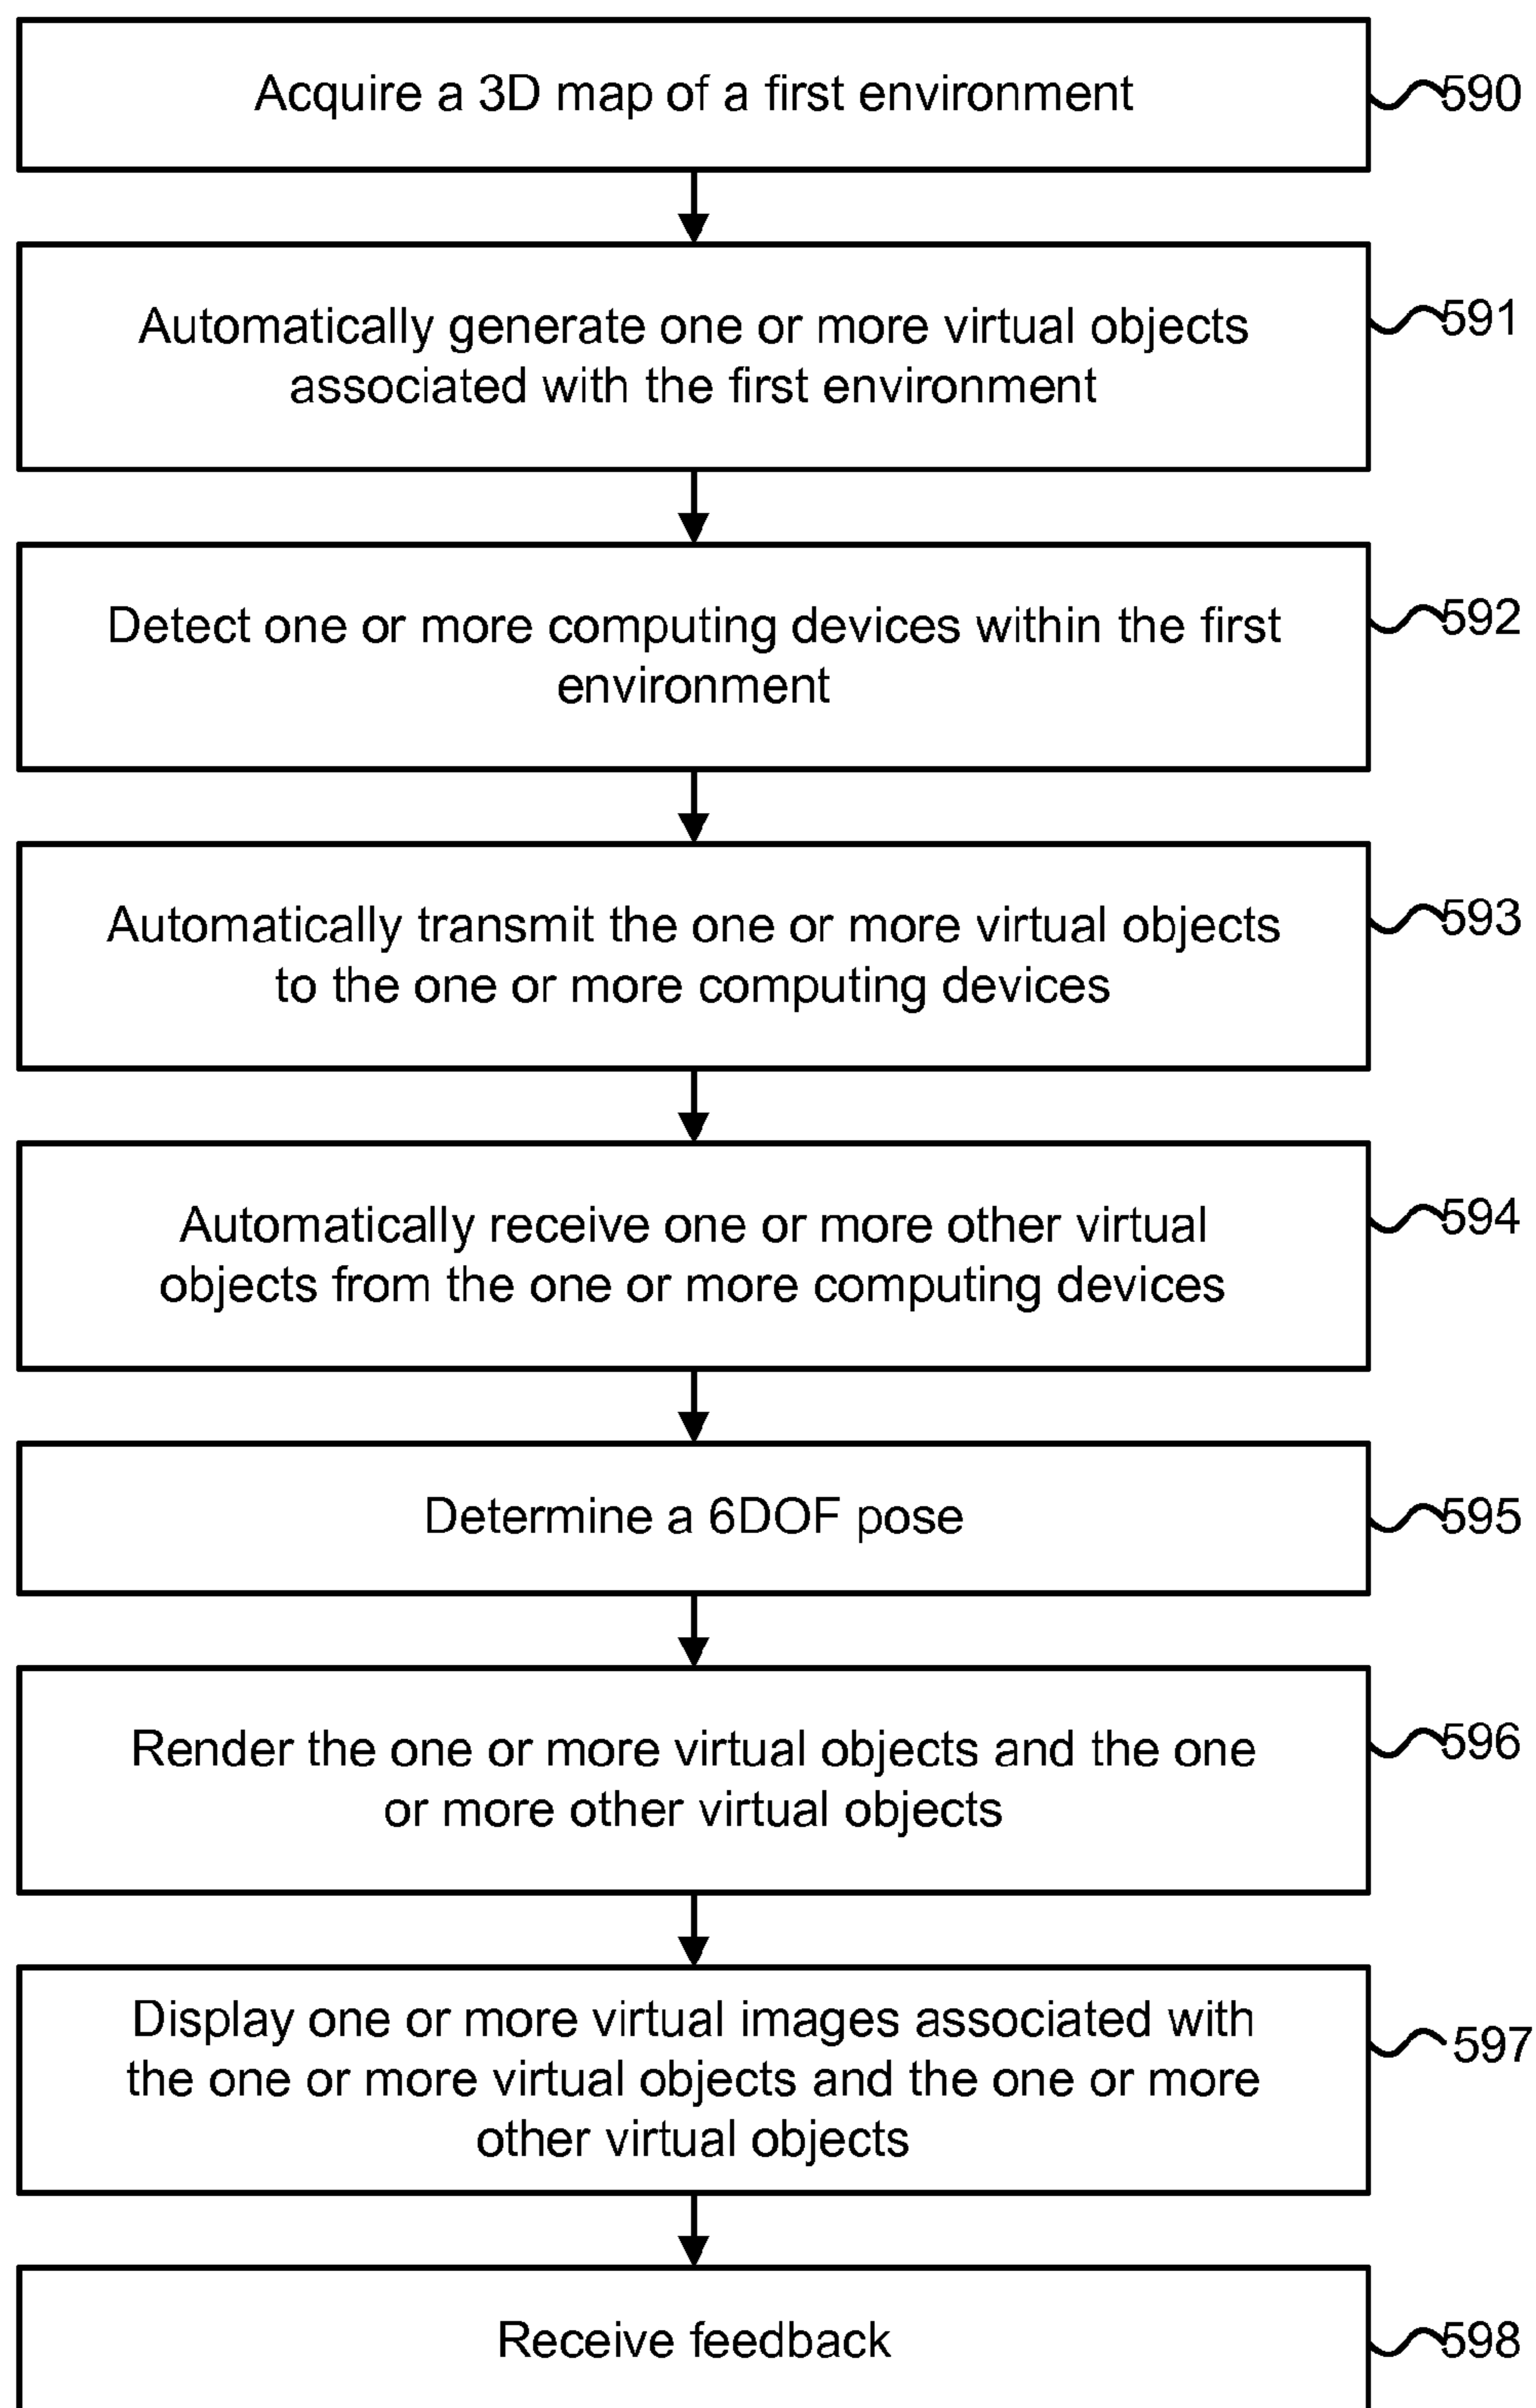 Acquire a 3D map of a first environment
590
Automatically generate one or more virtual objects
associated with the first environment
591
Detect one or more computing devices within the first
environment
592
Automatically transmit the one or more virtual objects
to the one or more computing devices
593
Automatically receive one or more other virtual
objects from the one or more computing devices
594
Determine a 6DOF pose
595
Render the one or more virtual objects and the one
or more other virtual objects
596
Display one or more virtual images associated with
the one or more virtual objects and the one or more
other virtual objects
597
Receive feedback
598